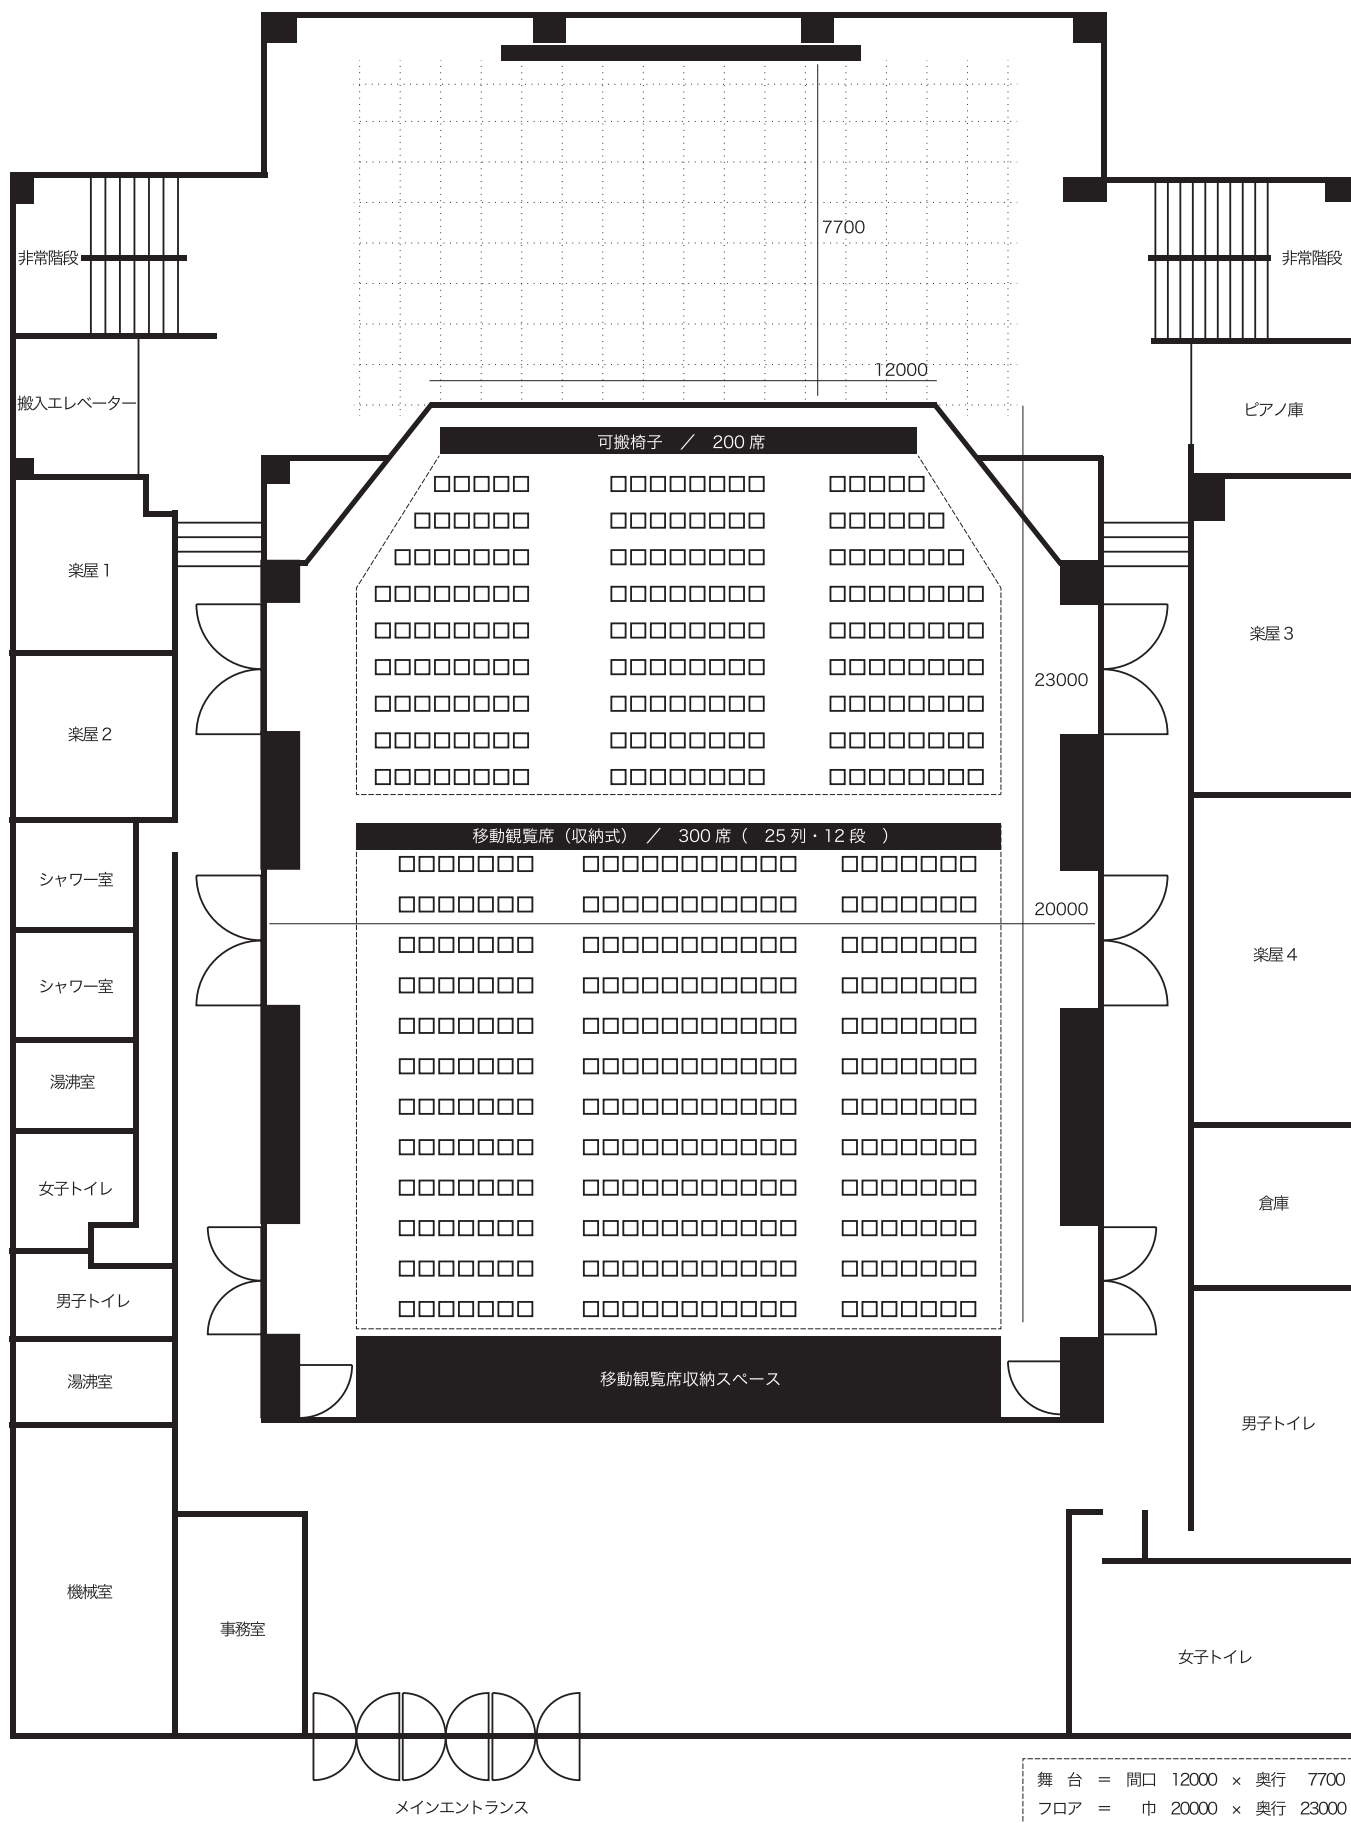 7700
非常階段
非常階段
12000
搬入エレベーター
ピアノ庫
可搬椅子 ／ 200 席
楽屋 1
楽屋 3
23000
楽屋 2
移動観覧席（収納式） ／ 300 席（ 25 列・12 段 ）
シャワー室
20000
楽屋 4
シャワー室
湯沸室
女子トイレ
倉庫
男子トイレ
湯沸室
移動観覧席収納スペース
男子トイレ
機械室
事務室
女子トイレ
メインエントランス
舞 台 ＝ 間口 12000 × 奥行 7700
フロア ＝ 巾 20000 × 奥行 23000